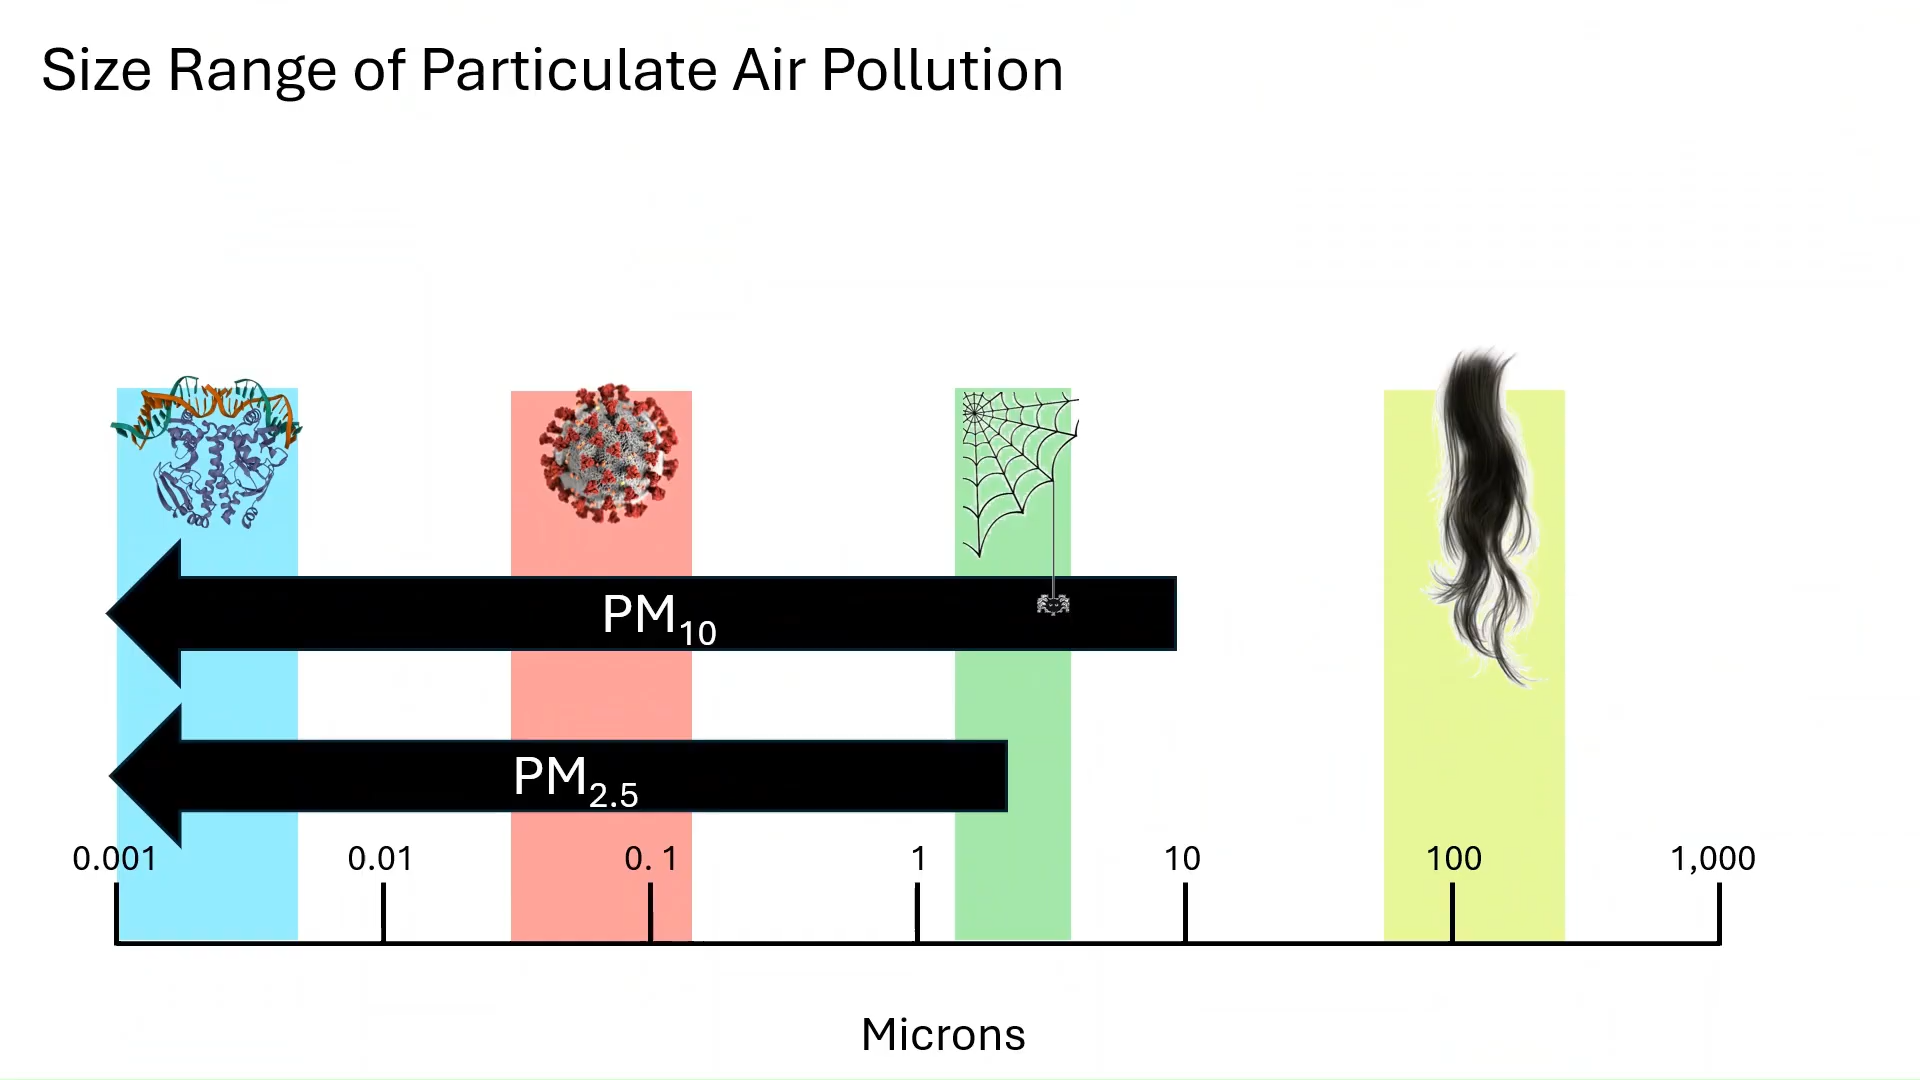 Size Range of Particulate Air Pollution
PM10
PM2.5
0.001 0.01 0. 1 1 10 100 1,000
Microns